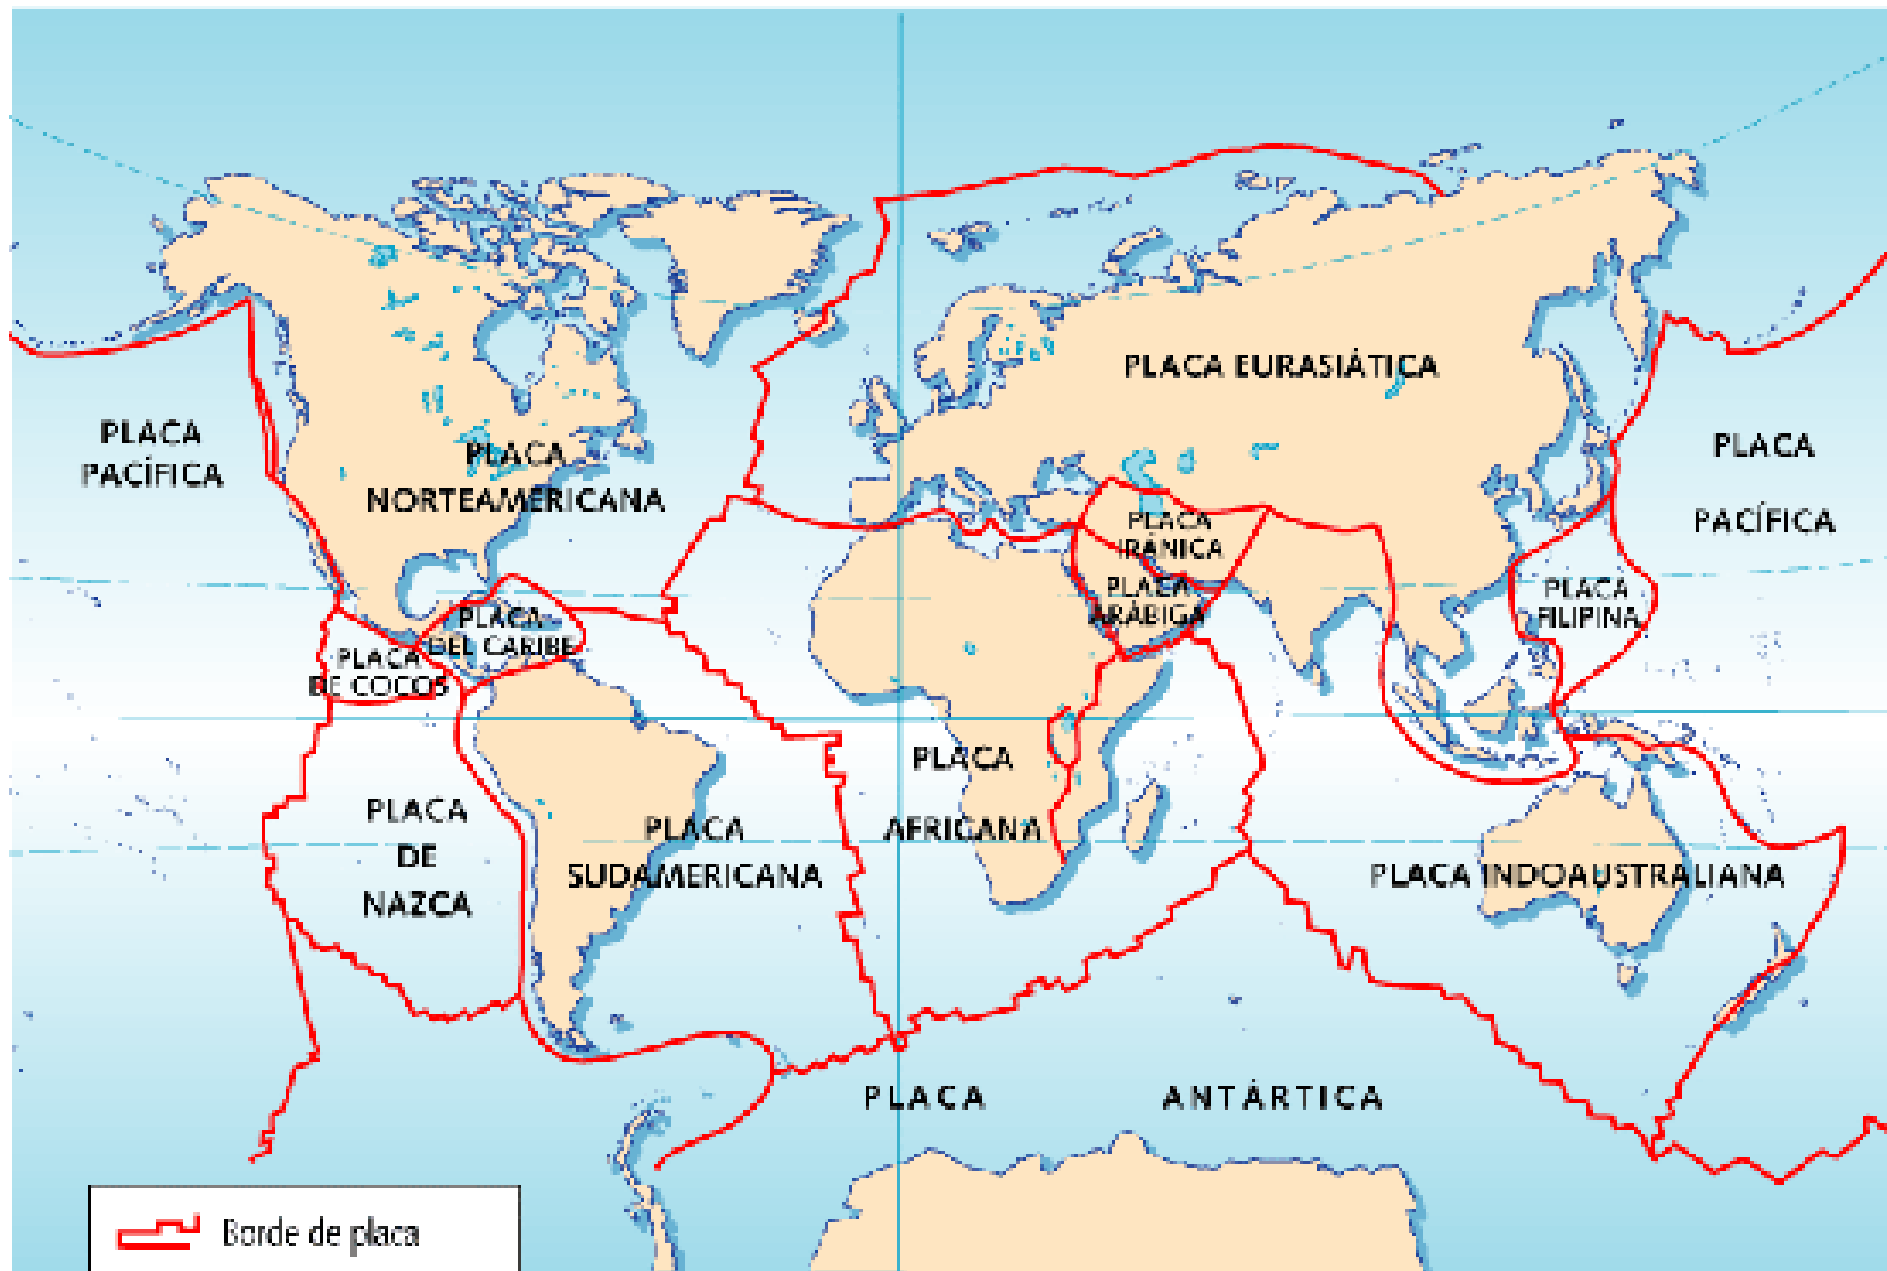 PLACA EURASIÁTICA
PLACA
PACÍFICA
PLACA
NORTEAMERICANA
PLACA
PACÍFICA
PLACA
IRÁNICA
PLACA
ARÁBIGA
PLACA
FILIPINA
PLACA
DEL CARIBE
PLACA
DE COCOS
PLACA
DE
NAZCA
PLACA
SUDAMERICANA
PLACA
AFRICANA
PLACA INDOAUSTRALIANA
PLACA ANTÁRTICA
Borde de placa